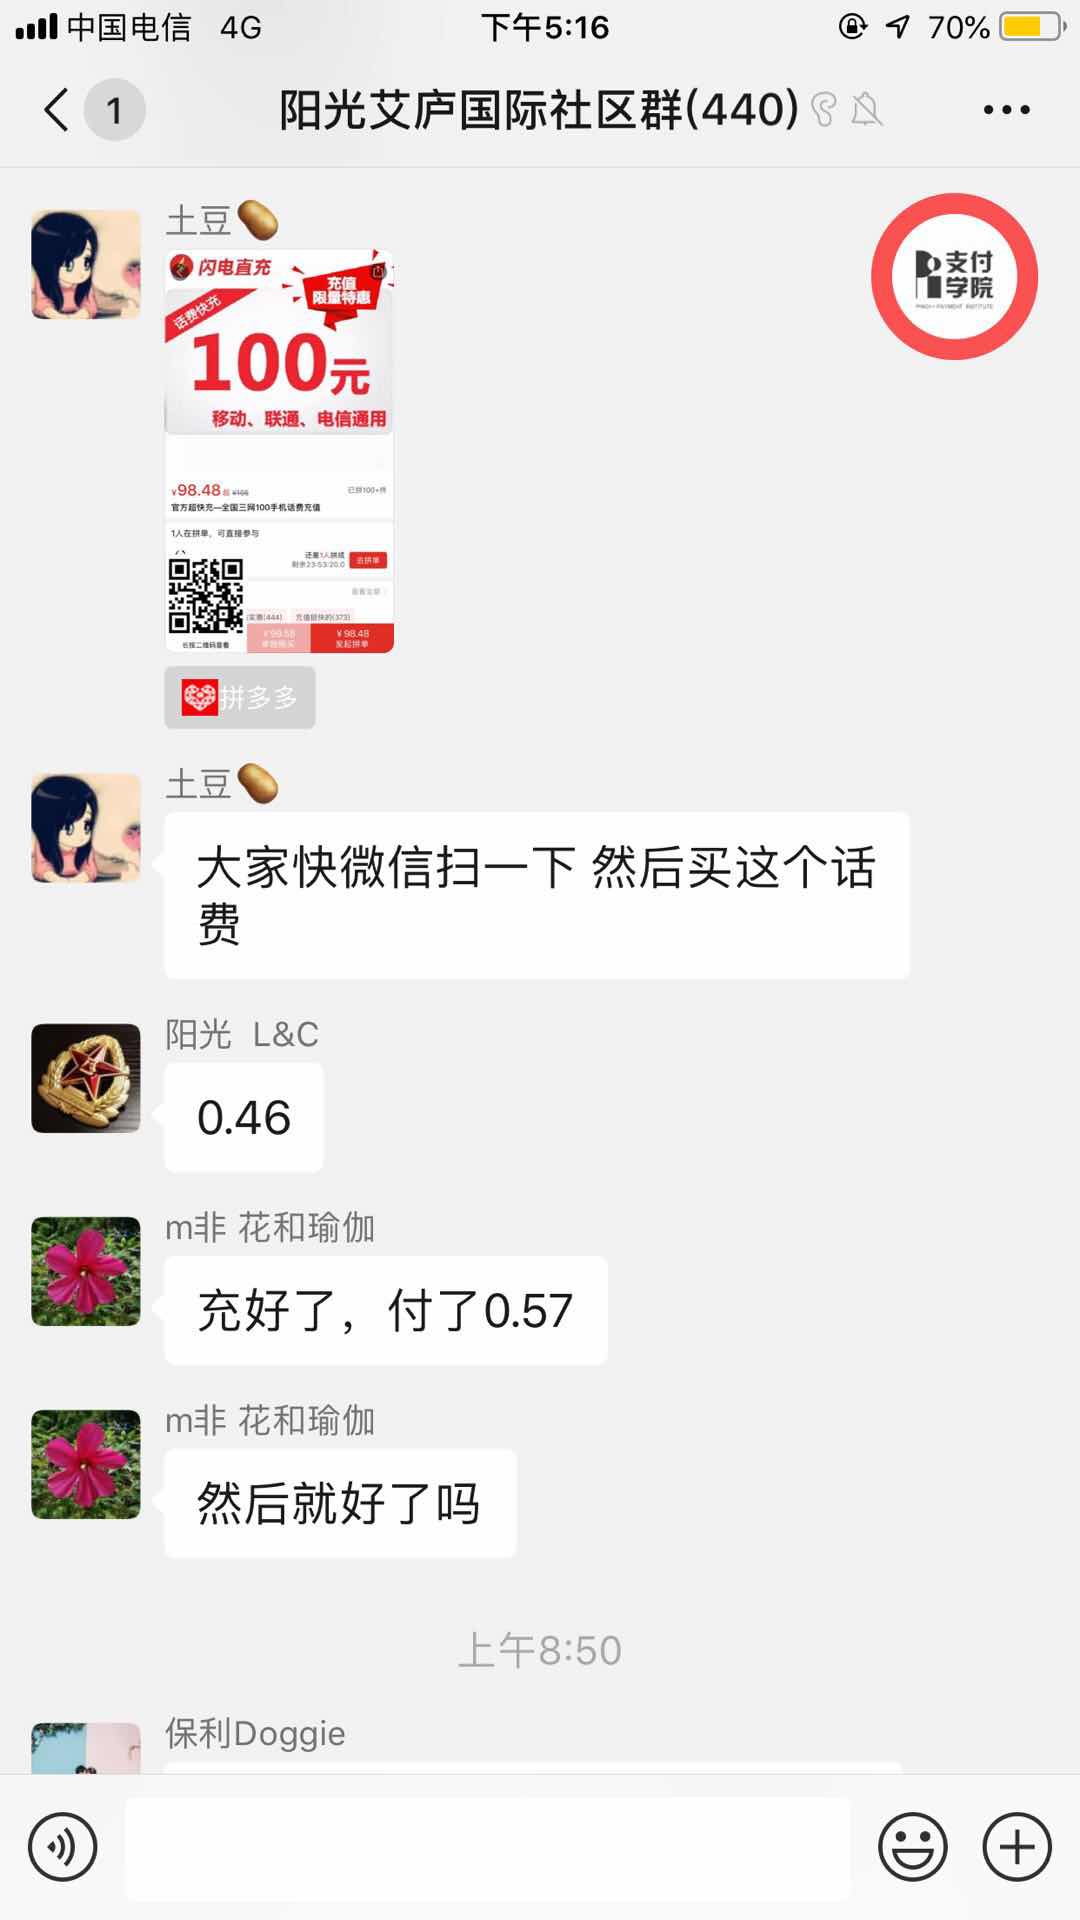 中国电信 4G 下午5:16 70%
1 阳光艾庐国际社区群(440)
土豆
支付
学院
PINGXX PAYMENT INSTITUTE
闪电直充
充值
限量特惠
话费快充
100元
移动、联通、电信通用
¥98.48起 ¥106 已拼100+件
官方超快充—全国三网100手机话费充值
1人在拼单，可直接参与
还差1人拼成
剩余23:53:20.0
去拼单
查看全部
实惠(444) 充值挺快的(373)
长按二维码查看
¥99.58
单独购买
¥98.48
发起拼单
拼多多
土豆
大家快微信扫一下 然后买这个话
费
阳光 L&C
0.46
m非 花和瑜伽
充好了，付了0.57
m非 花和瑜伽
然后就好了吗
上午8:50
保利Doggie